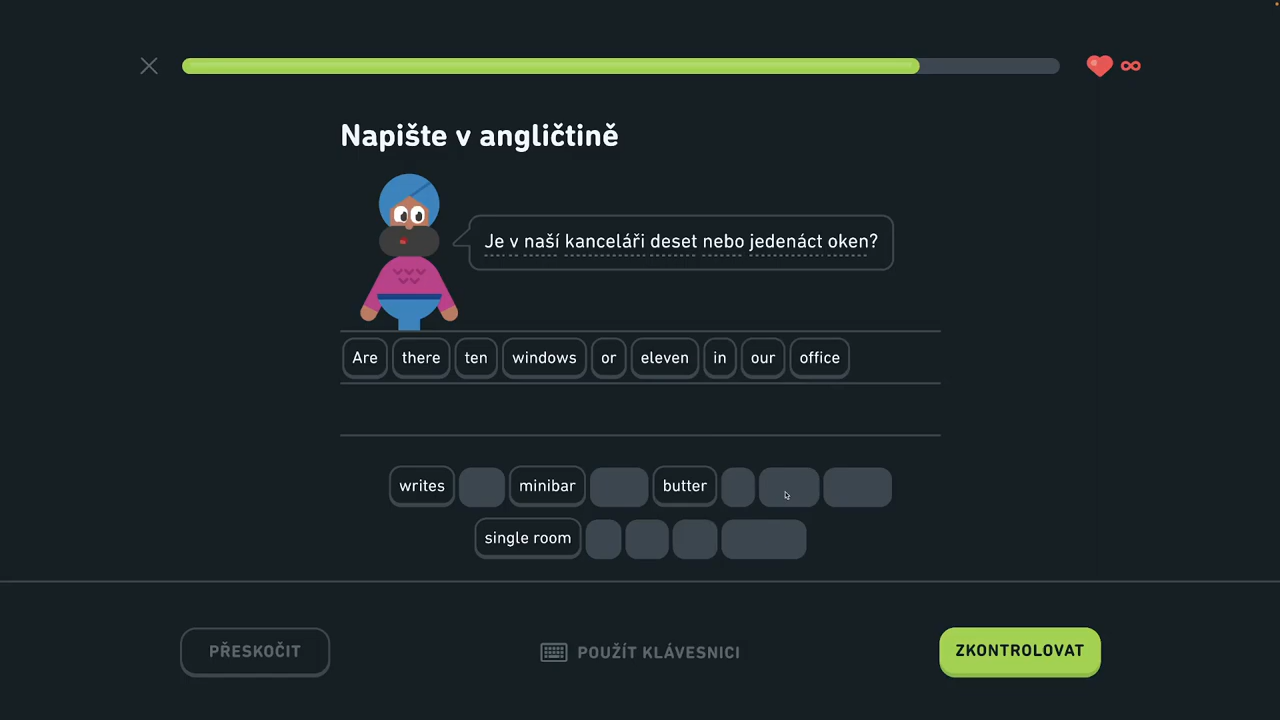 ∞
Napište v angličtině
Je v naší kanceláři deset nebo jedenáct oken?
Are there ten windows or eleven in our office
writes minibar butter
single room
PŘESKOČIT POUŽÍT KLÁVESNICI ZKONTROLOVAT